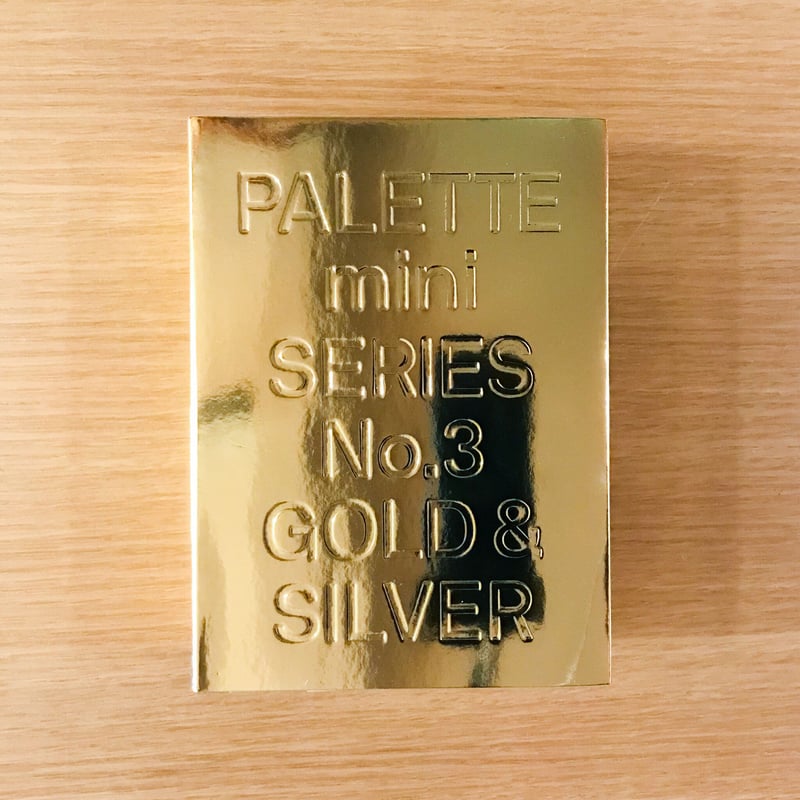 PALETTE
mini
SERIES
No.3
GOLD &
SILVER